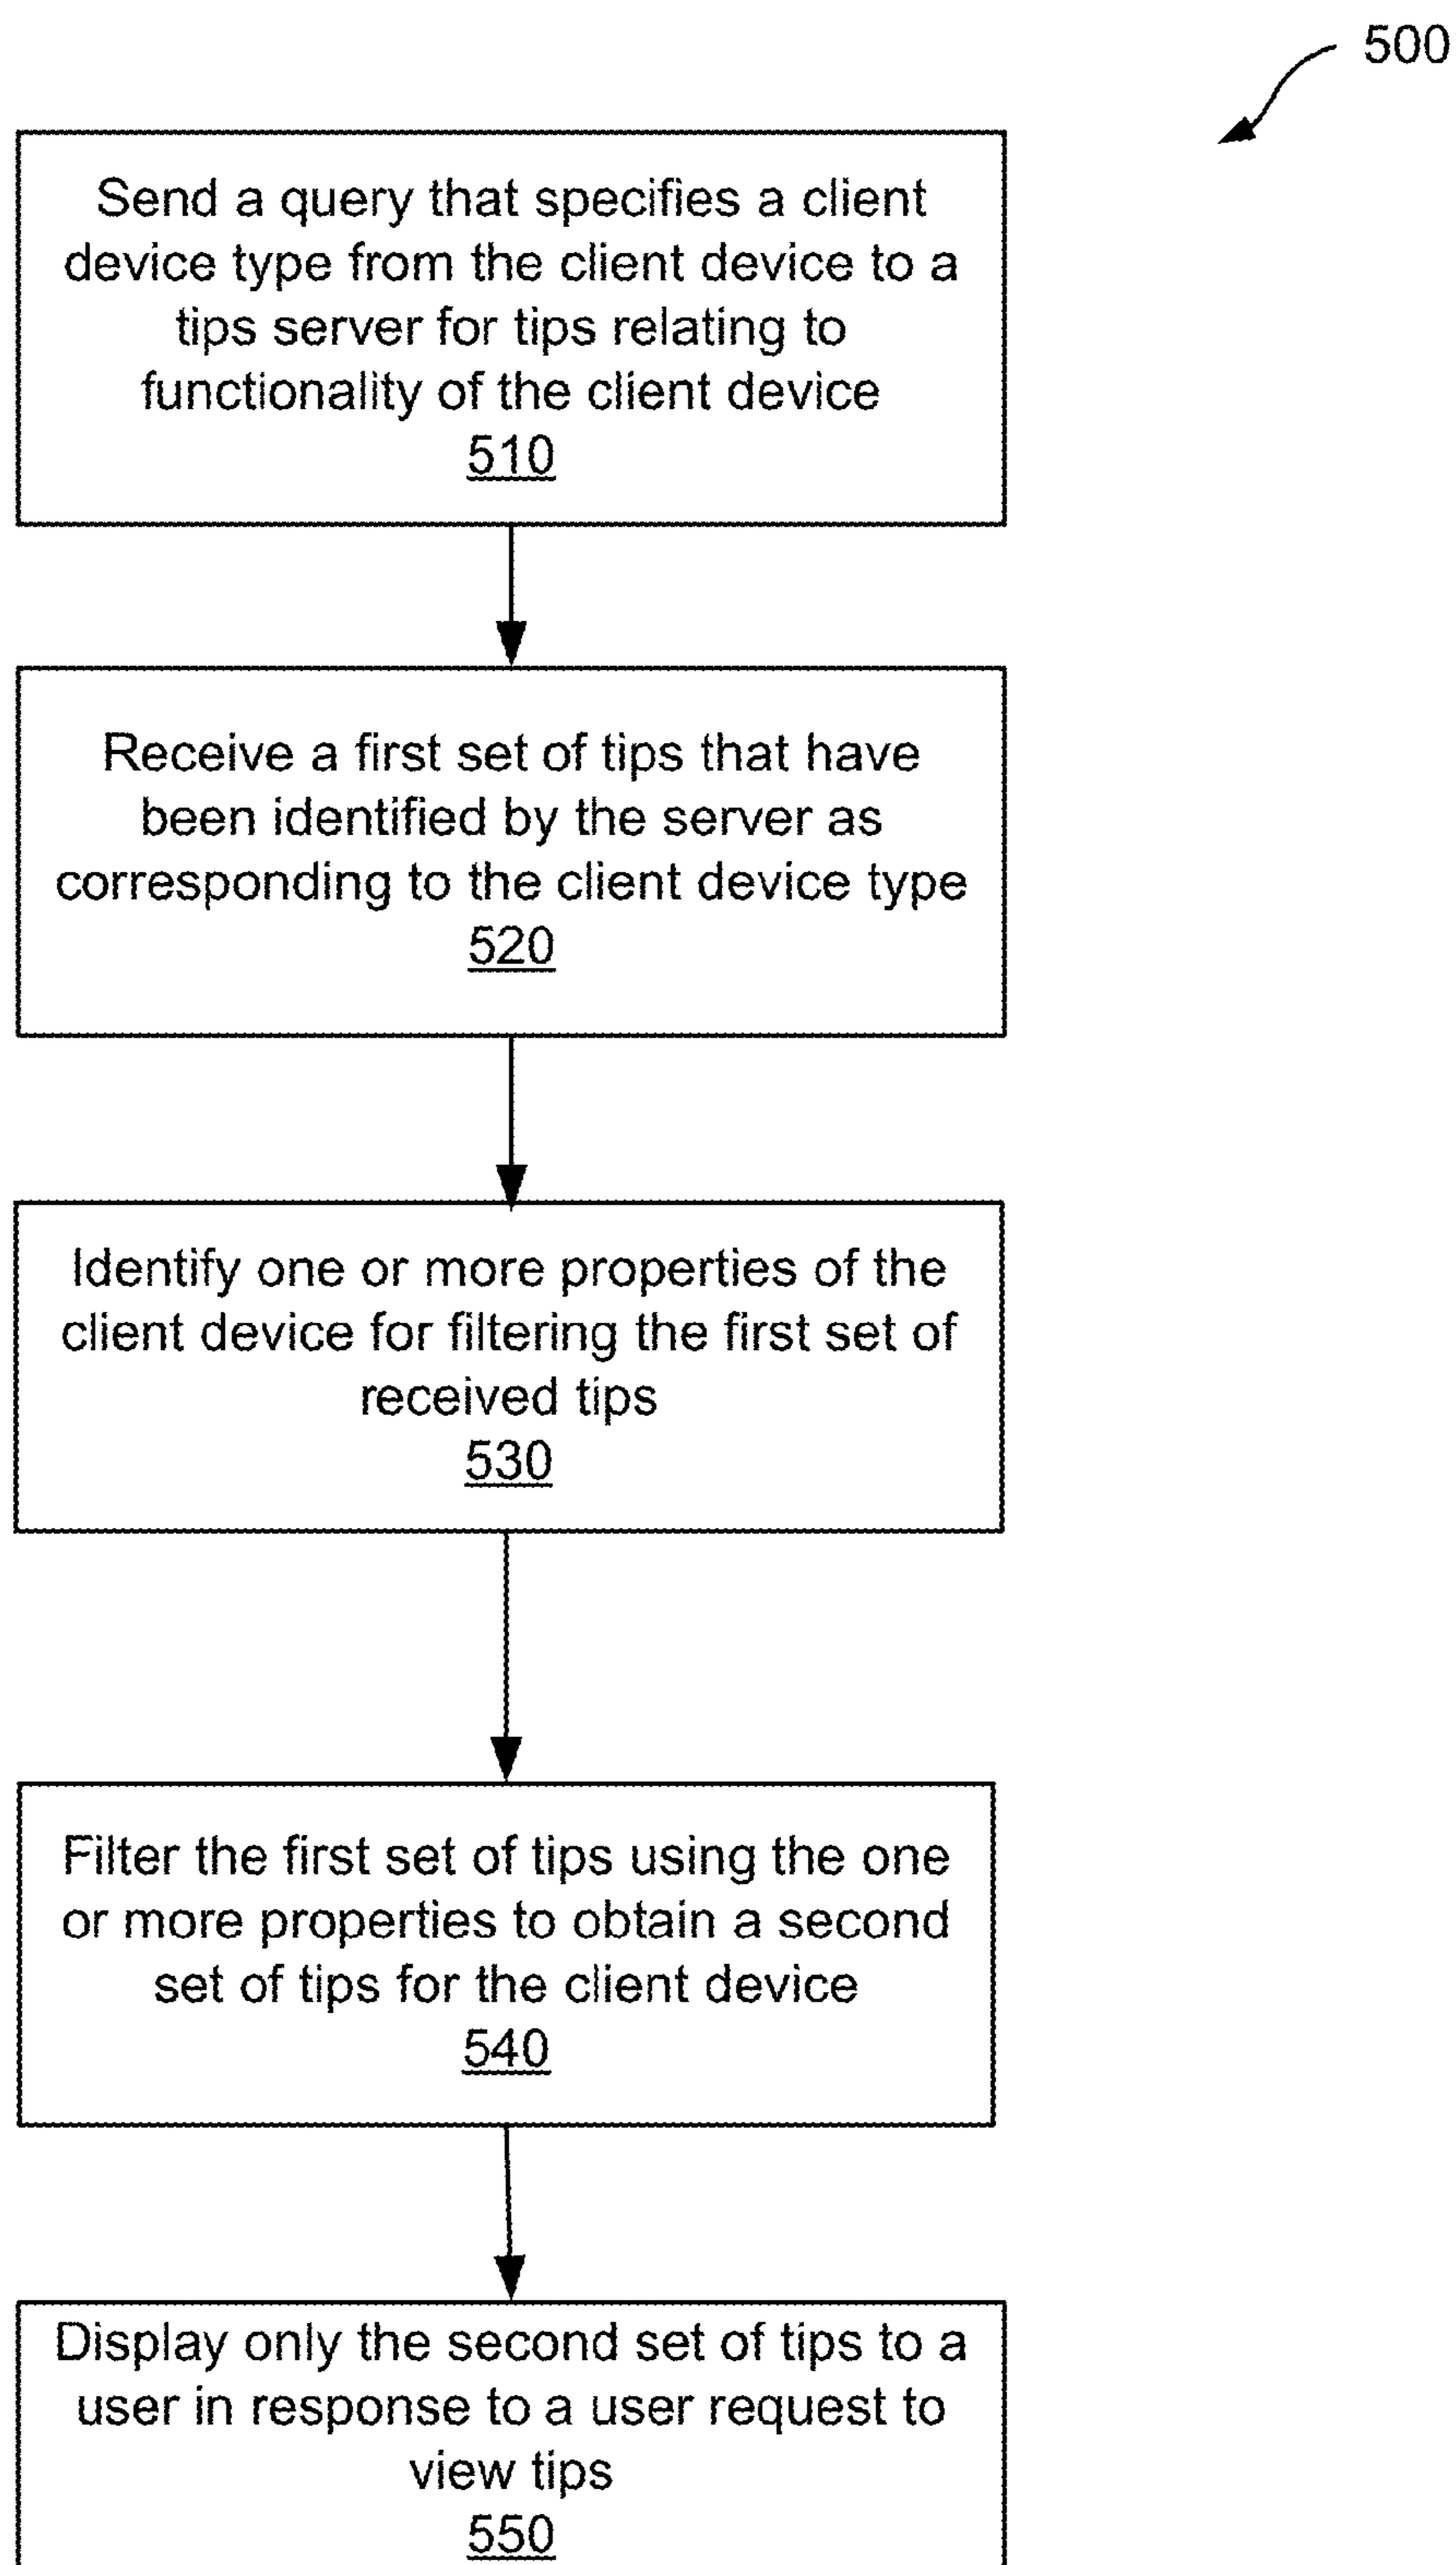 500
Send a query that specifies a client
device type from the client device to a
tips server for tips relating to
functionality of the client device
510
Receive a first set of tips that have
been identified by the server as
corresponding to the client device type
520
Identify one or more properties of the
client device for filtering the first set of
received tips
530
Filter the first set of tips using the one
or more properties to obtain a second
set of tips for the client device
540
Display only the second set of tips to a
user in response to a user request to
view tips
550